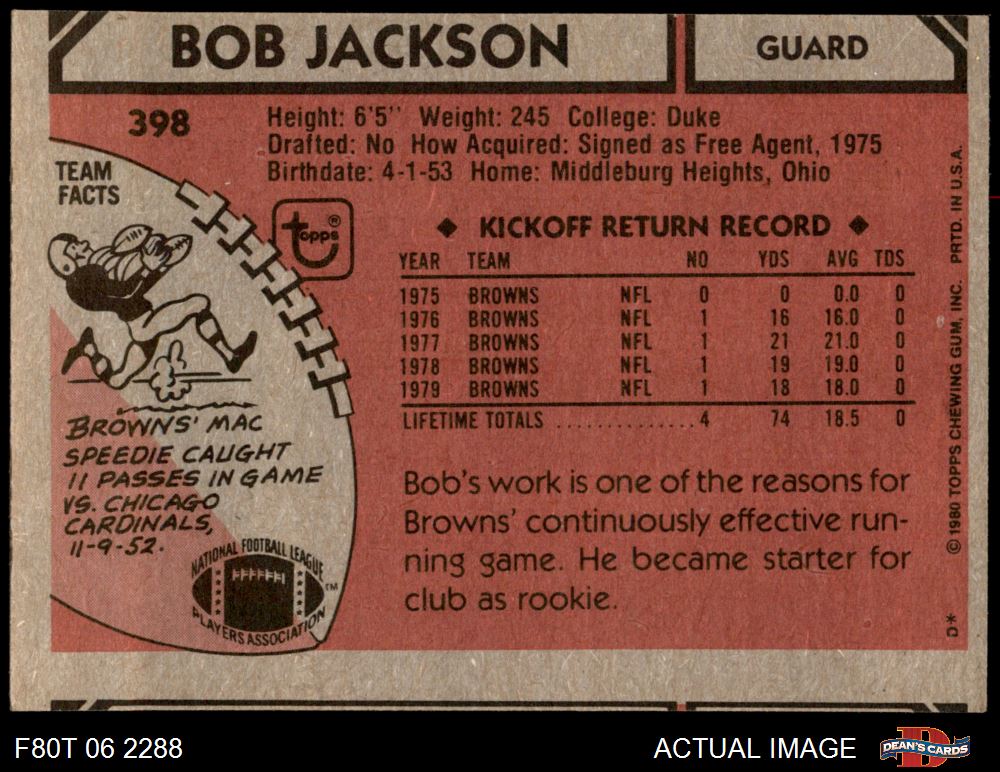 BOB JACKSON
GUARD
398
Height: 6'5'' Weight: 245 College: Duke
Drafted: No How Acquired: Signed as Free Agent, 1975
Birthdate: 4-1-53 Home: Middleburg Heights, Ohio
TEAM
FACTS
topps®
◆ KICKOFF RETURN RECORD ◆
YEAR TEAM NO YDS AVG TDS
1975 BROWNS NFL 0 0 0.0 0
1976 BROWNS NFL 1 16 16.0 0
1977 BROWNS NFL 1 21 21.0 0
1978 BROWNS NFL 1 19 19.0 0
1979 BROWNS NFL 1 18 18.0 0
LIFETIME TOTALS .............. 4 74 18.5 0
BROWNS' MAC
SPEEDIE CAUGHT
11 PASSES IN GAME
VS. CHICAGO
CARDINALS,
11-9-52.
NATIONAL FOOTBALL LEAGUE
PLAYERS ASSOCIATION
TM
Bob's work is one of the reasons for
Browns' continuously effective run-
ning game. He became starter for
club as rookie.
D* © 1980 TOPPS CHEWING GUM, INC. PRTD. IN U.S.A.
F80T 06 2288
ACTUAL IMAGE
D
DEAN'S CARDS